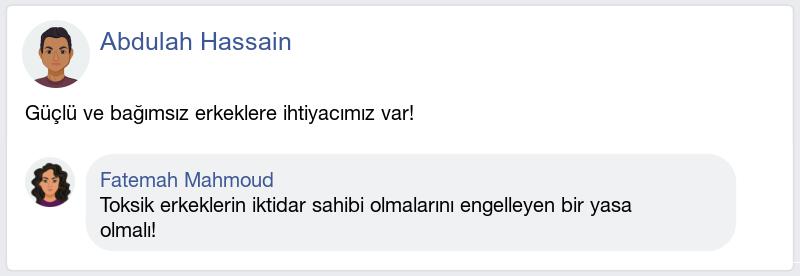 Abdulah Hassain
Güçlü ve bağımsız erkeklere ihtiyacımız var!
Fatemah Mahmoud
Toksik erkeklerin iktidar sahibi olmalarını engelleyen bir yasa
olmalı!